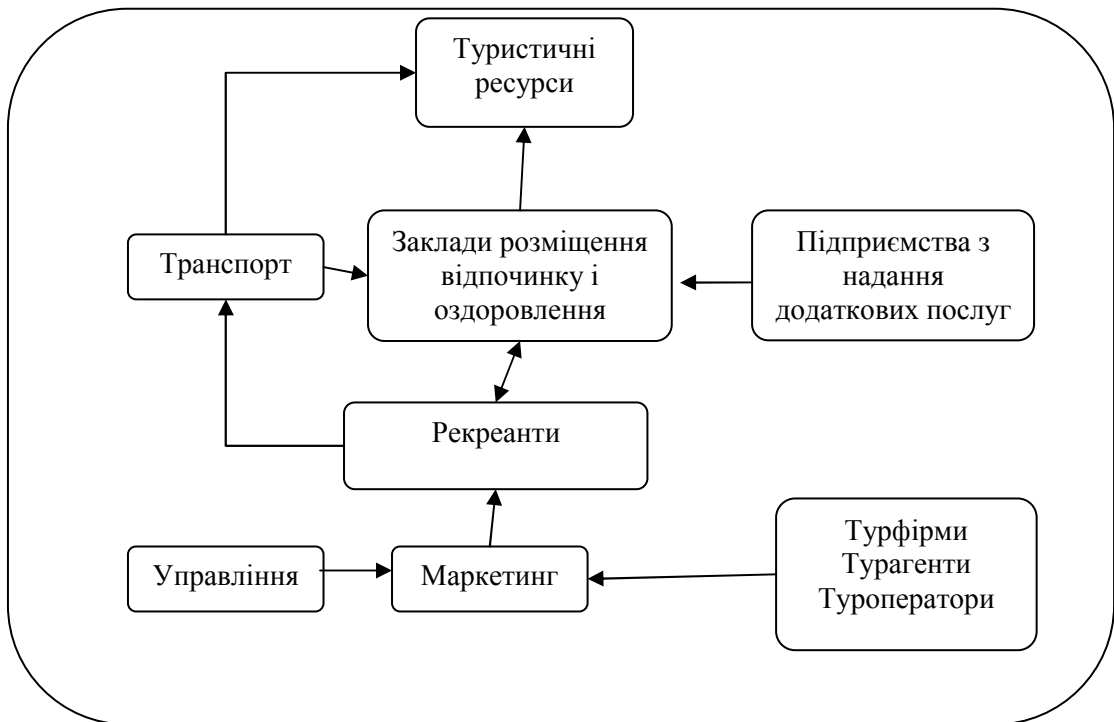 Туристичні
ресурси
Транспорт
Заклади розміщення
відпочинку і
оздоровлення
Підприємства з
надання
додаткових послуг
Рекреанти
Управління
Маркетинг
Турфірми
Турагенти
Туроператори